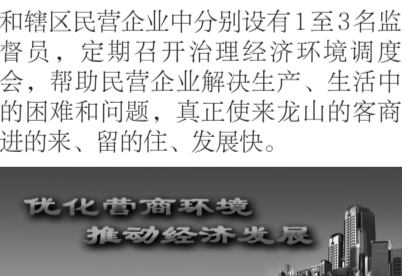 和辖区民营企业中分别设有1至3名监
督员，定期召开治理经济环境调度
会，帮助民营企业解决生产、生活中
的困难和问题，真正使来龙山的客商
进的来、留的住、发展快。
优化营商环境
推动经济发展